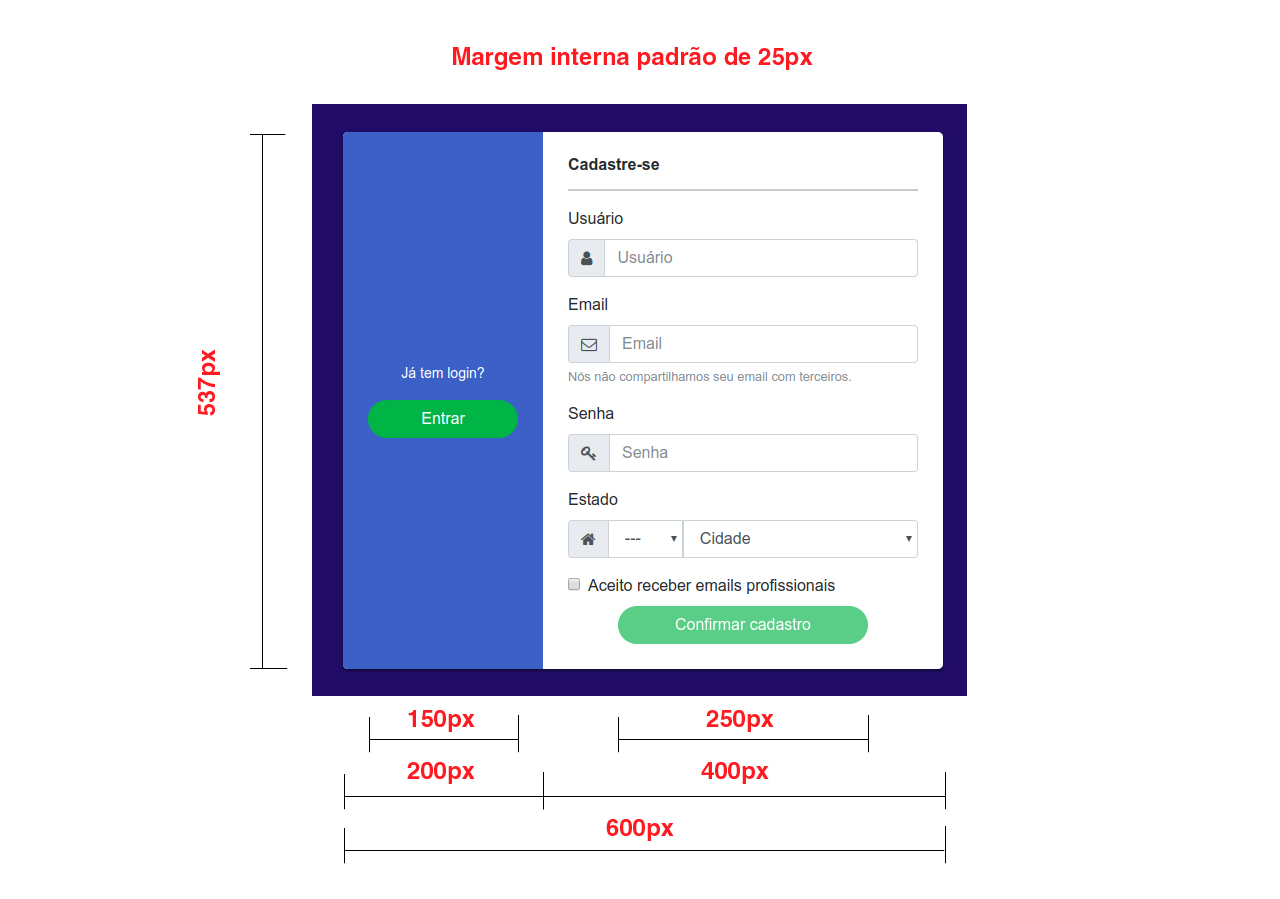 Margem interna padrão de 25px
537px
Já tem login?
Entrar
Cadastre-se
Usuário
Usuário
Email
Email
Nós não compartilhamos seu email com terceiros.
Senha
Senha
Estado
--- Cidade
Aceito receber emails profissionais
Confirmar cadastro
150px 250px
200px 400px
600px